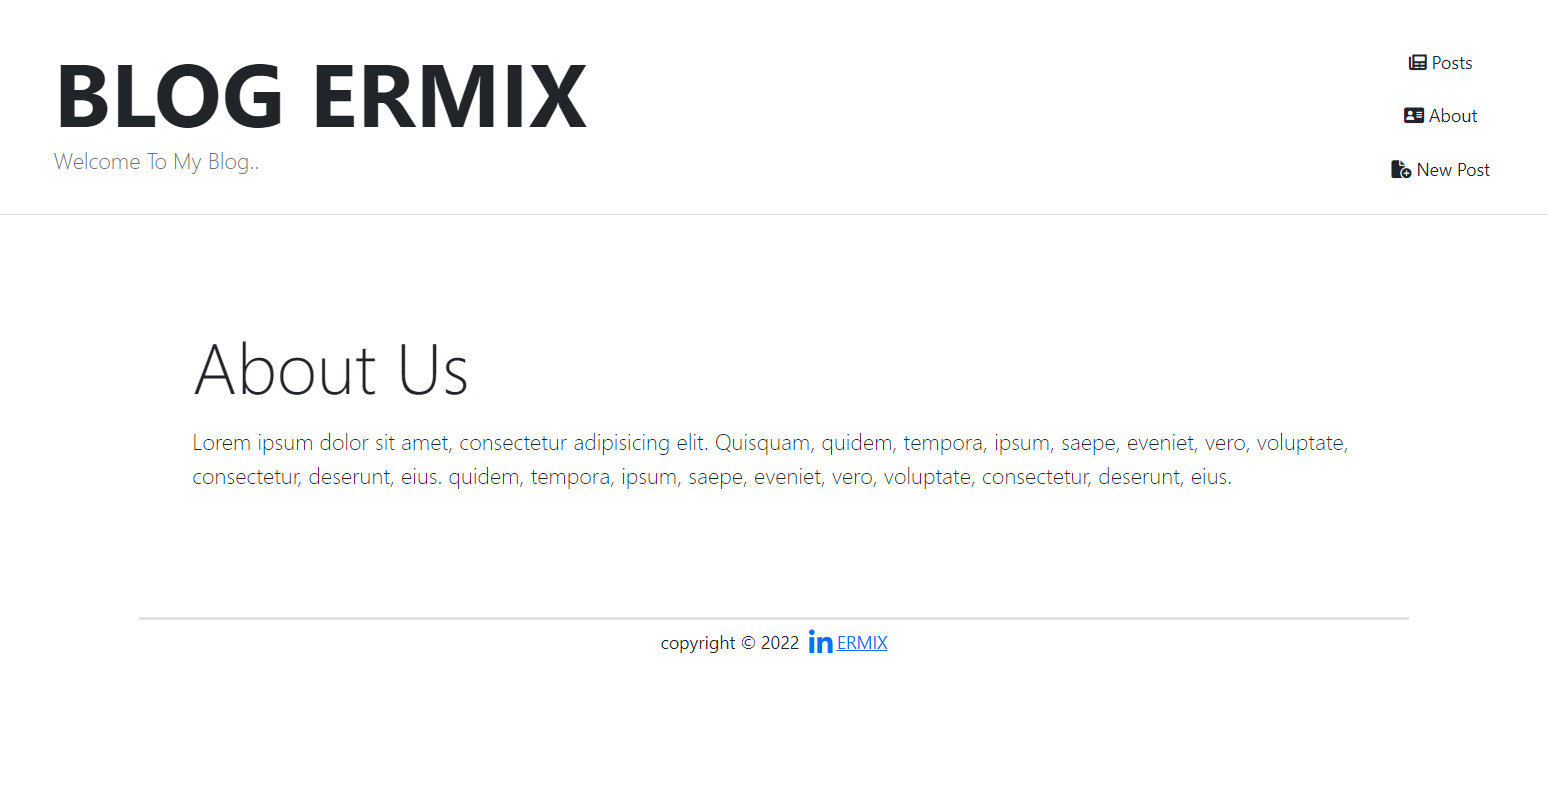 BLOG ERMIX
Welcome To My Blog..
Posts
About
New Post
About Us
Lorem ipsum dolor sit amet, consectetur adipisicing elit. Quisquam, quidem, tempora, ipsum, saepe, eveniet, vero, voluptate,
consectetur, deserunt, eius. quidem, tempora, ipsum, saepe, eveniet, vero, voluptate, consectetur, deserunt, eius.
copyright © 2022 in ERMIX